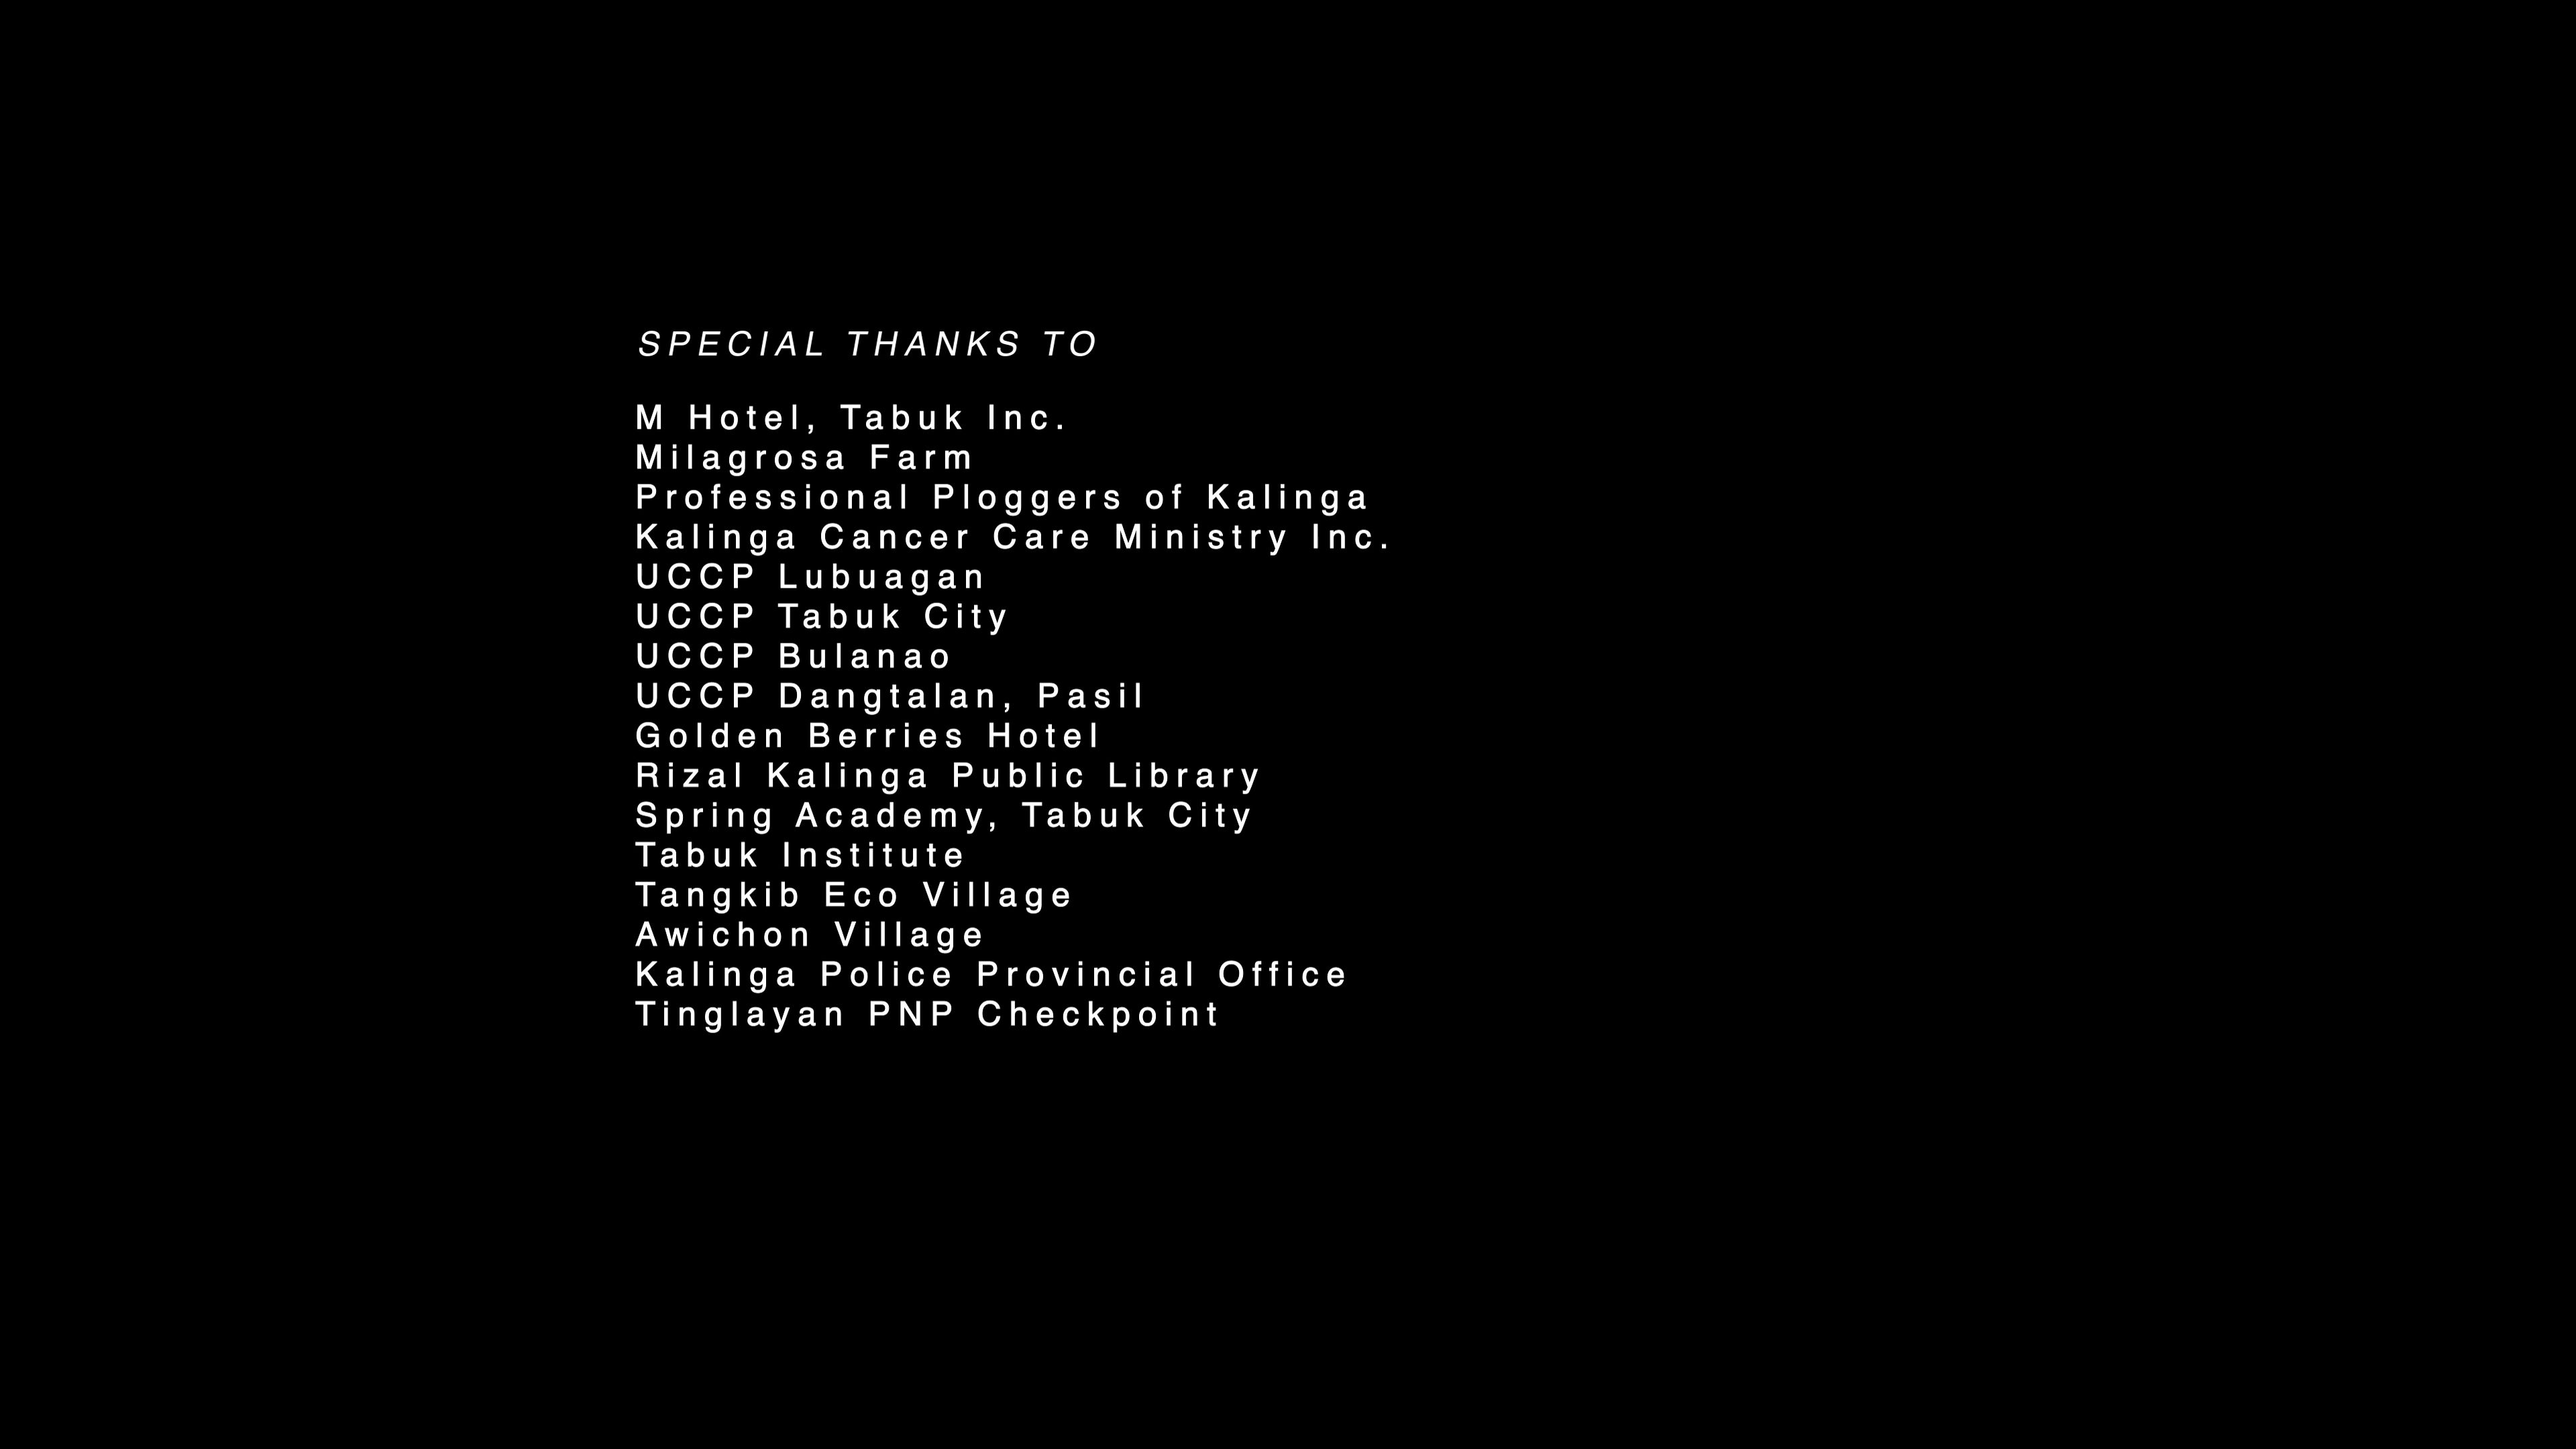 SPECIAL THANKS TO
M Hotel, Tabuk Inc.
Milagrosa Farm
Professional Ploggers of Kalinga
Kalinga Cancer Care Ministry Inc.
UCCP Lubuagan
UCCP Tabuk City
UCCP Bulanao
UCCP Dangtalan, Pasil
Golden Berries Hotel
Rizal Kalinga Public Library
Spring Academy, Tabuk City
Tabuk Institute
Tangkib Eco Village
Awichon Village
Kalinga Police Provincial Office
Tinglayan PNP Checkpoint